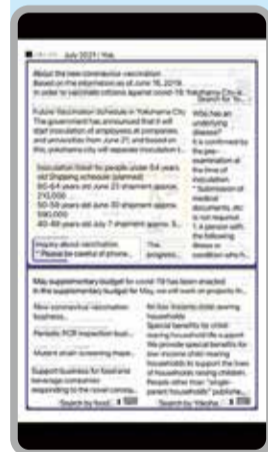 July 2021 | Yok.
About the new coronavirus vaccination
Based on the information as of June 16, 2019
In order to vaccinate citizens against covid-19 Yokohama City is
Search for Yo...
Future Vaccination Schedule in Yokohama City
The government has announced that it will
start inoculation of employees at companies
and universities from June 21, and based on
this, yokohama city will separate inoculation t...
Inoculation ticket for people under 64 years
old Shipping schedule (planned)
60-64 years old June 23 shipment approx.
210,000
50-59 years old June 30 shipment approx.
590,000
40-49 years old July 7 shipment approx. 5...
Inquiry about vaccination
* Please be careful of phone...
The
progress...
Who has an
underlying
disease?
It is confirmed by
the pre-
examination at
the time of
inoculation.
* Submission of
medical
documents, etc
is not required.
1. A person with
the following
illness or
condition who h...
May supplementary budget for covid-19 has been enacted
In the supplementary budget for May, we will work on projects th...
New coronavirus vaccination
business...
Periodic PCR inspection busi...
Mutant strain screening inspe...
Support business for food and
beverage companies
responding to the novel corona...
Search by food...
for low-income child-rearing
households
Special benefits for child-
rearing household life support
We provide special benefits for
low-income child-rearing
households to support the lives
of households raising children.
People other than "single-
parent households" publishe...
Search by Yokoha...